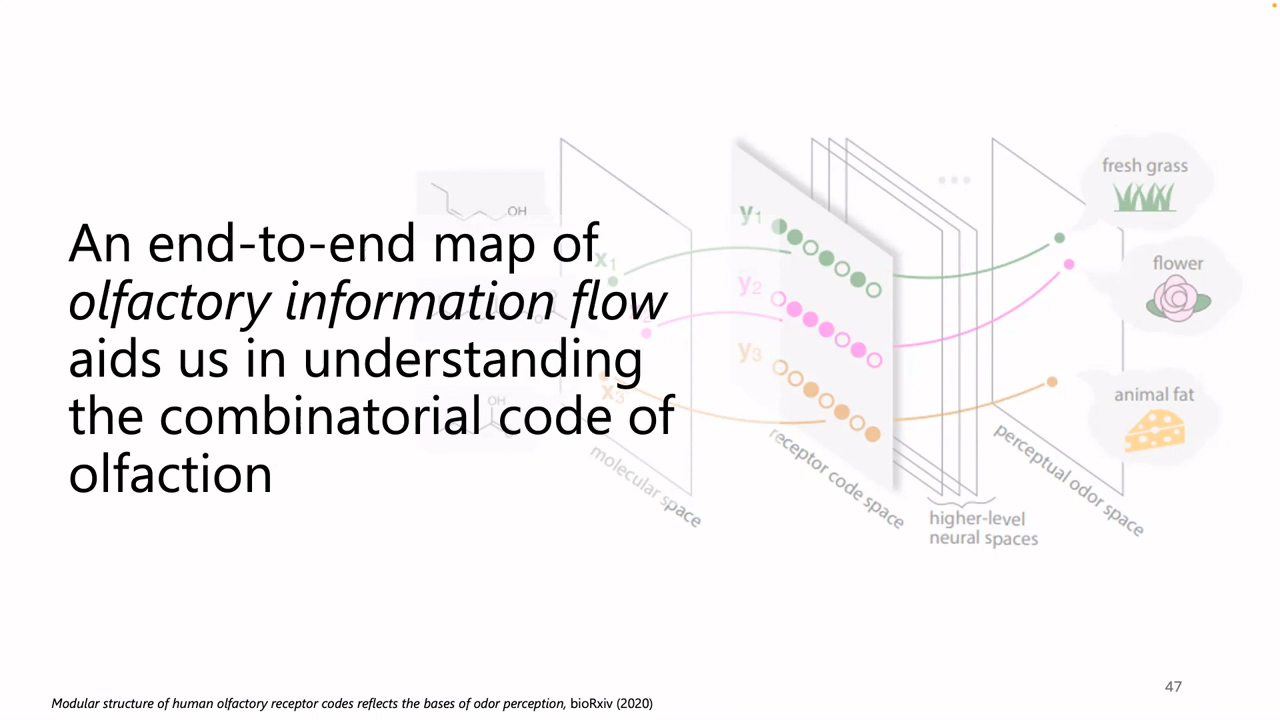 An end-to-end map of
olfactory information flow
aids us in understanding
the combinatorial code of
olfaction
OH
x1
OH
x3
molecular space
y1
y2
y3
receptor code space
higher-level
neural spaces
perceptual odor space
fresh grass
flower
animal fat
Modular structure of human olfactory receptor codes reflects the bases of odor perception, bioRxiv (2020)
47